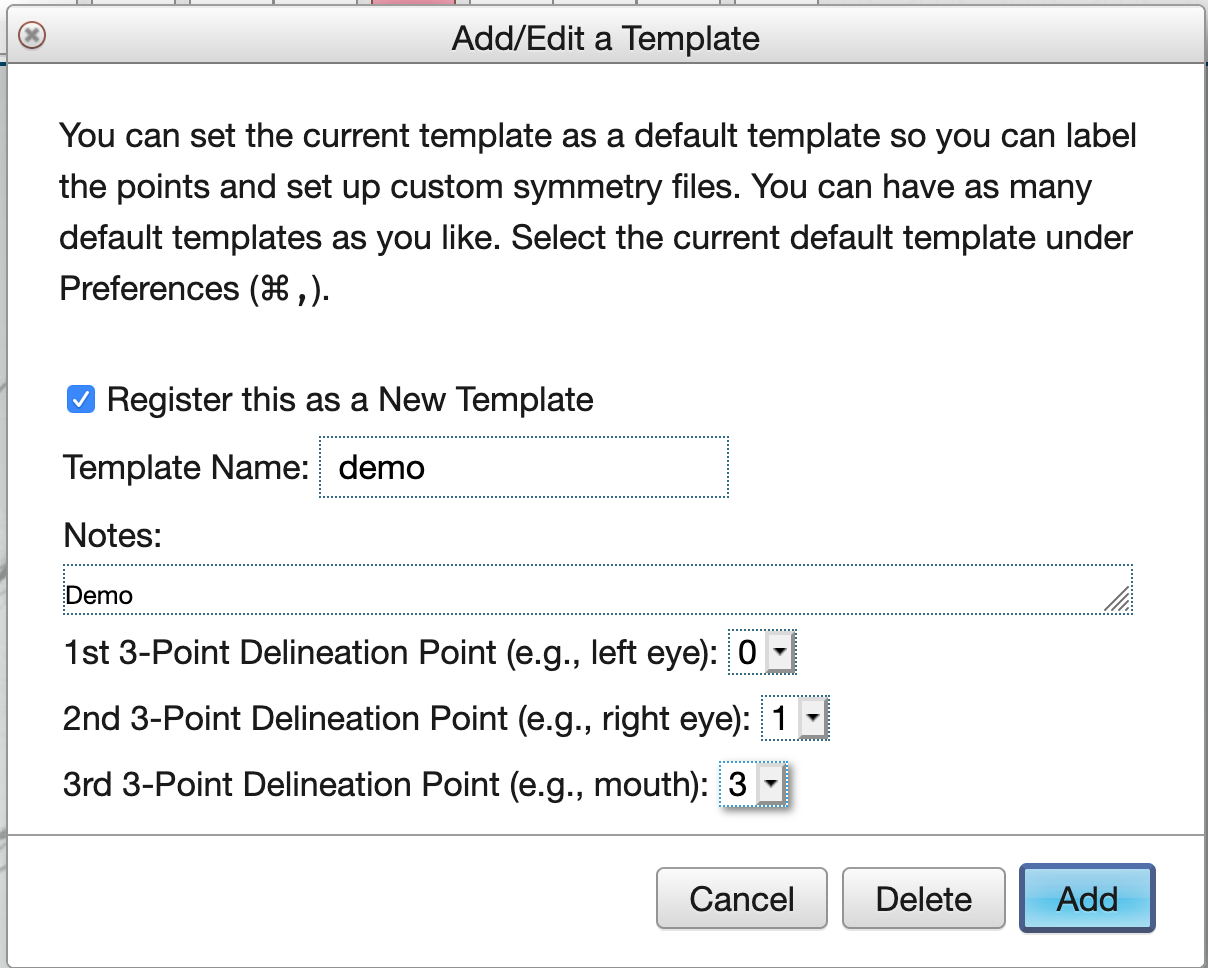 Add/Edit a Template
You can set the current template as a default template so you can label
the points and set up custom symmetry files. You can have as many
default templates as you like. Select the current default template under
Preferences (⌘ ,).
Register this as a New Template
Template Name: demo
Notes:
Demo
1st 3-Point Delineation Point (e.g., left eye): 0
2nd 3-Point Delineation Point (e.g., right eye): 1
3rd 3-Point Delineation Point (e.g., mouth): 3
Cancel Delete Add